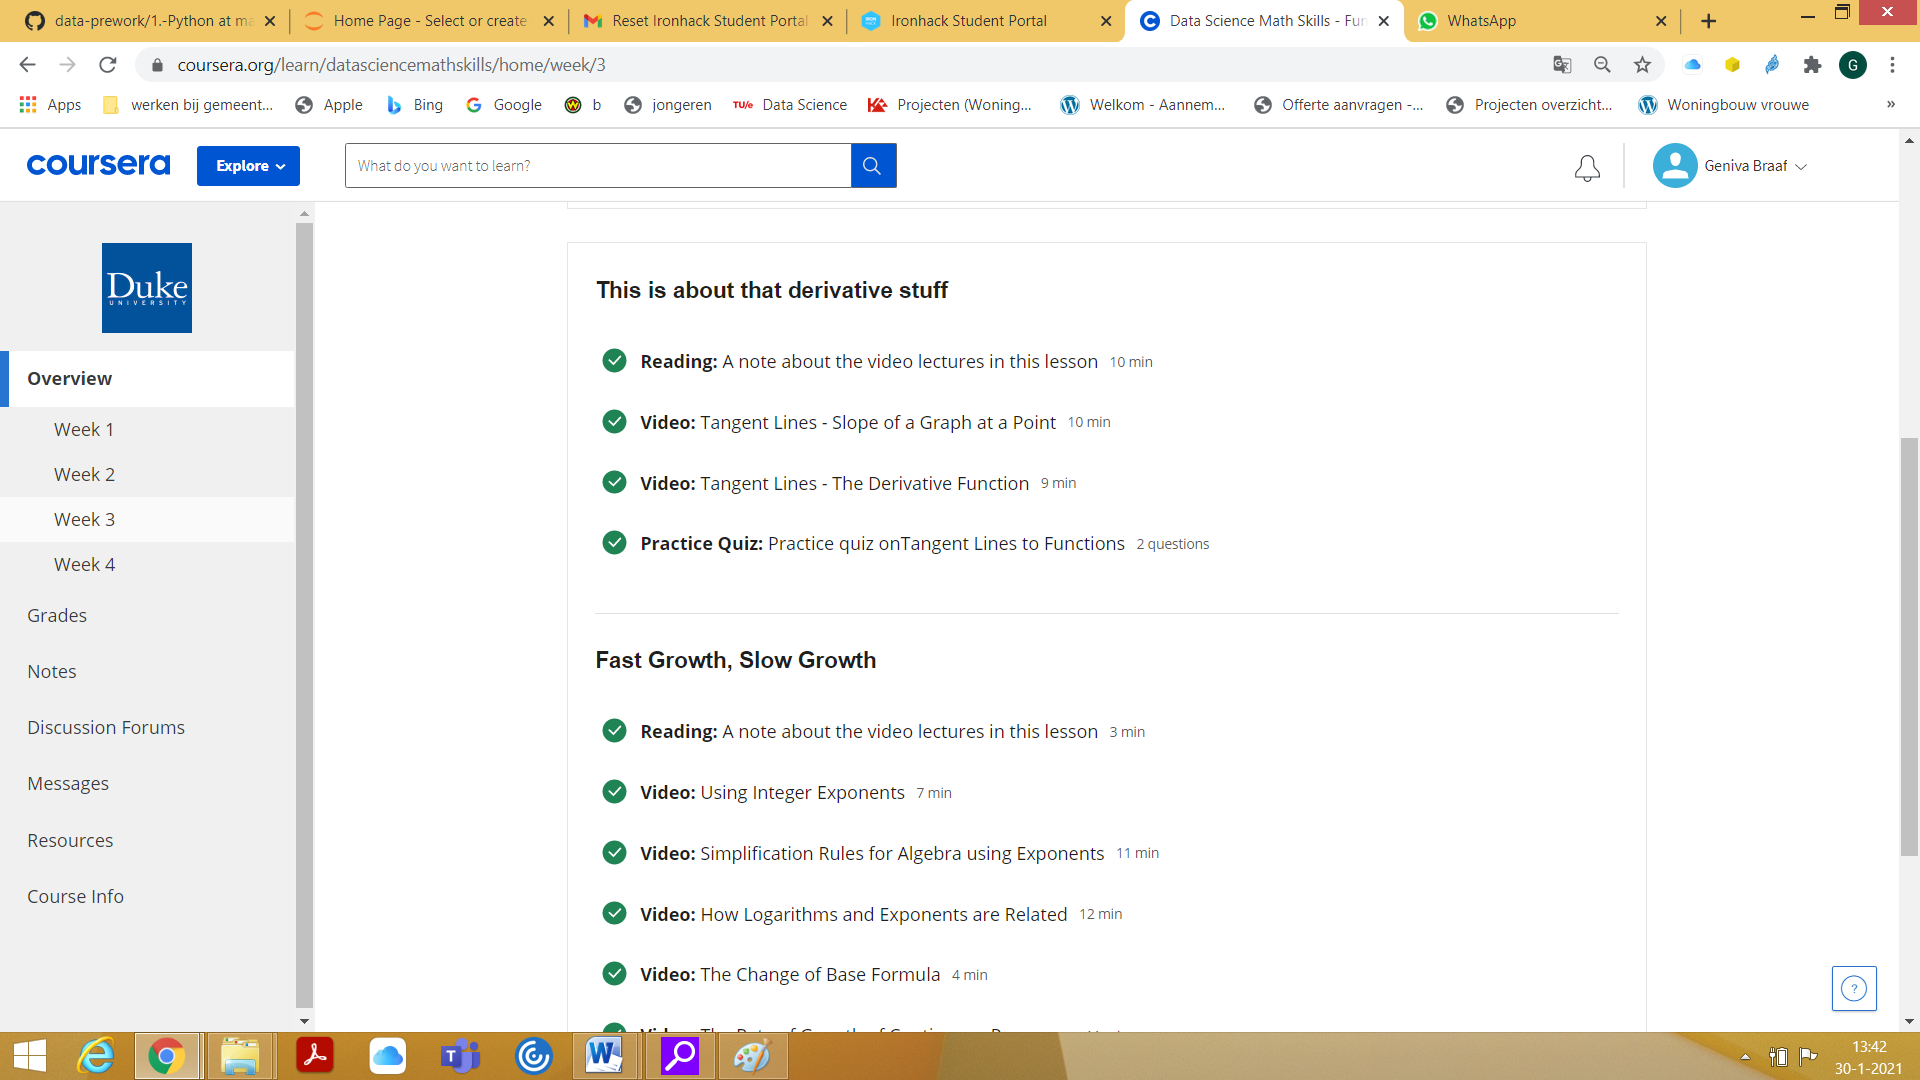 data-prework/1.-Python at ma
Home Page - Select or create
Reset Ironhack Student Portal
Ironhack Student Portal
Data Science Math Skills - Fun
WhatsApp
coursera.org/learn/datasciencemathskills/home/week/3
G
Apps
werken bij gemeent...
Apple
Bing
Google
b
jongeren
TU/e Data Science
Projecten (Woning...
Welkom - Aannem...
Offerte aanvragen -...
Projecten overzicht...
Woningbouw vrouwe
»
coursera
Explore
What do you want to learn?
Geniva Braaf
Duke
UNIVERSITY
Overview
Week 1
Week 2
Week 3
Week 4
Grades
Notes
Discussion Forums
Messages
Resources
Course Info
This is about that derivative stuff
Reading: A note about the video lectures in this lesson 10 min
Video: Tangent Lines - Slope of a Graph at a Point 10 min
Video: Tangent Lines - The Derivative Function 9 min
Practice Quiz: Practice quiz onTangent Lines to Functions 2 questions
Fast Growth, Slow Growth
Reading: A note about the video lectures in this lesson 3 min
Video: Using Integer Exponents 7 min
Video: Simplification Rules for Algebra using Exponents 11 min
Video: How Logarithms and Exponents are Related 12 min
Video: The Change of Base Formula 4 min
?
13:42
30-1-2021